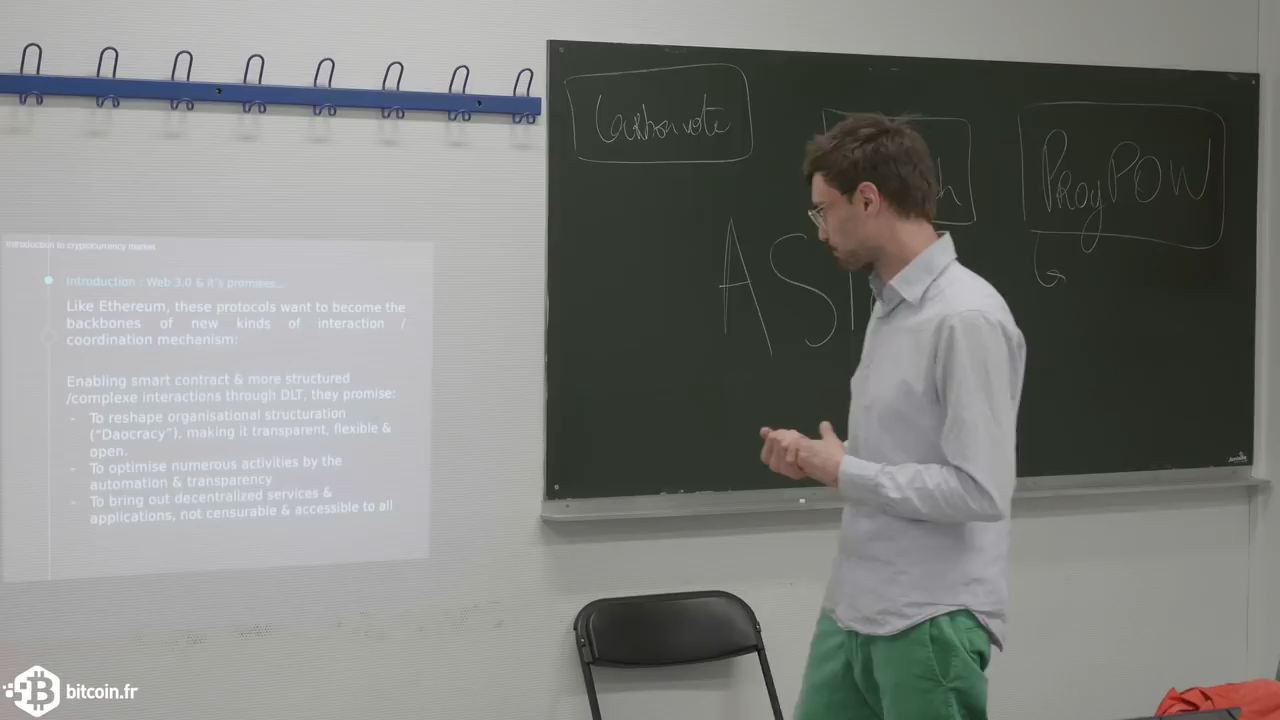 Introduction to cryptocurrency market
Introduction : Web 3.0 & it's promises...
Like Ethereum, these protocols want to become the
backbones of new kinds of interaction /
coordination mechanism:
Enabling smart contract & more structured
/complexe interactions through DLT, they promise:
- To reshape organisational structuration
("Daocracy"), making it transparent, flexible &
open.
- To optimise numerous activities by the
automation & transparency
- To bring out decentralized services &
applications, not censurable & accessible to all
Carbonvote
ProgPOW
bitcoin.fr